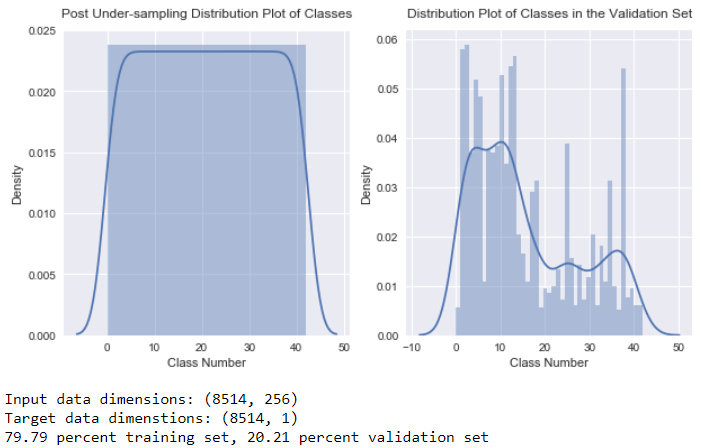 Post Under-sampling Distribution Plot of Classes
0.025
0.020
0.015
0.010
0.005
0.000
Density
0 10 20 30 40 50
Class Number
Distribution Plot of Classes in the Validation Set
0.06
0.05
0.04
0.03
0.02
0.01
0.00
Density
−10 0 10 20 30 40 50
Class Number
Input data dimensions: (8514, 256)
Target data dimenstions: (8514, 1)
79.79 percent training set, 20.21 percent validation set